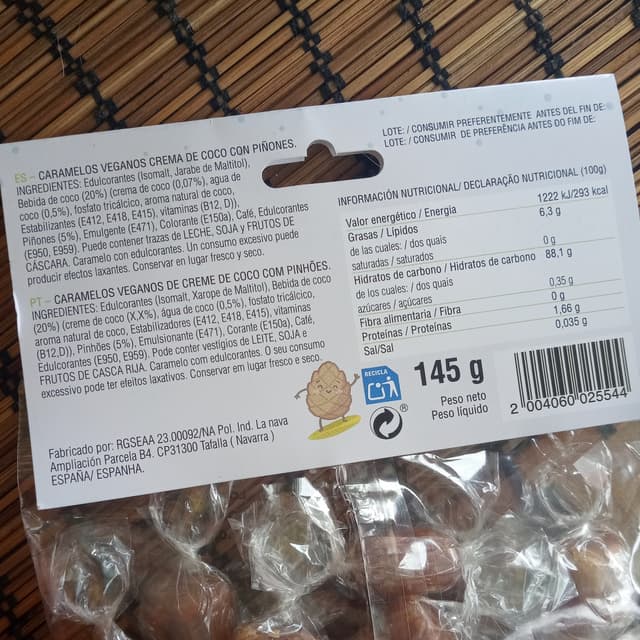 ES – CARAMELOS VEGANOS CREMA DE COCO CON PIÑONES.
INGREDIENTES: Edulcorantes (Isomalt, Jarabe de Maltitol),
Bebida de coco (20%) (crema de coco (0,07%), agua de
coco (0,5%), fosfato tricálcico, aroma natural de coco,
Estabilizantes (E412, E418, E415), vitaminas (B12, D)),
Piñones (5%), Emulgente (E471), Colorante (E150a), Café, Edulcorantes
(E950, E959). Puede contener trazas de LECHE, SOJA y FRUTOS DE
CÁSCARA. Caramelo con edulcorantes. Un consumo excesivo puede
producir efectos laxantes. Conservar en lugar fresco y seco.
PT – CARAMELOS VEGANOS DE CREME DE COCO COM PINHÕES.
INGREDIENTES: Edulcorantes (Isomalt, Xarope de Maltitol), Bebida de coco
(20%) (creme de coco (X.X%), água de coco (0,5%), fosfato tricálcico,
aroma natural de coco, Estabilizadores (E412, E418, E415), vitaminas
(B12,D)), Pinhões (5%), Emulsionante (E471), Corante (E150a), Café,
Edulcorantes (E950, E959). Pode conter vestígios de LEITE, SOJA e
FRUTOS DE CASCA RIJA. Caramelo com edulcorantes. O seu consumo
excessivo pode ter efeitos laxativos. Conservar em lugar fresco e seco.
Fabricado por: RGSEAA 23.00092/NA Pol. Ind. La nava
Ampliación Parcela B4. CP31300 Tafalla ( Navarra )
ESPAÑA/ ESPANHA.
LOTE: / CONSUMIR PREFERENTEMENTE ANTES DEL FIN DE:
LOTE: / CONSUMIR DE PREFERÊNCIA ANTES DO FIM DE:
INFORMACIÓN NUTRICIONAL/ DECLARAÇÃO NUTRICIONAL (100g)
Valor energético / Energia 1222 kJ/293 kcal
Grasas / Lípidos 6,3 g
de las cuales: / dos quais
saturadas / saturados 0 g
Hidratos de carbono / Hidratos de carbono 88,1 g
de los cuales: / dos quais
azúcares / açúcares 0,35 g
Fibra alimentaria / Fibra 0 g
Proteínas / Proteínas 1,66 g
Sal/Sal 0,035 g
RECICLA
145 g
Peso neto
Peso líquido
®
2 004060 025544